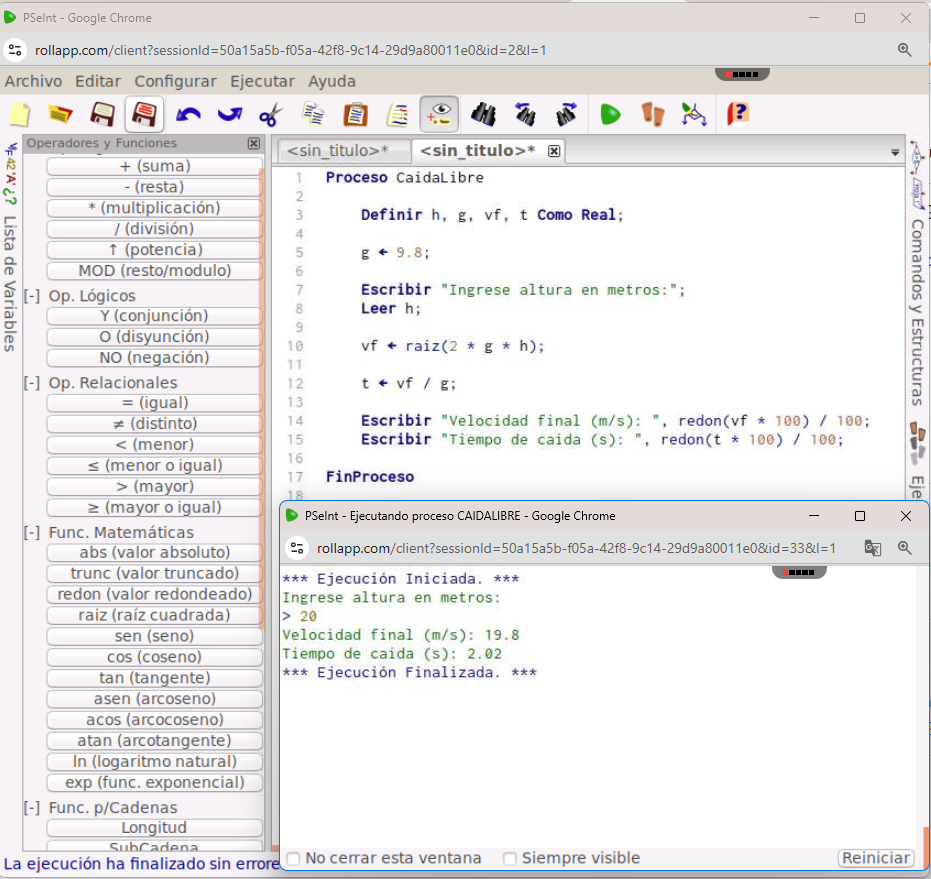 PSeInt - Google Chrome
rollapp.com/client?sessionId=50a15a5b-f05a-42f8-9c14-29d9a80011e0&id=2&l=1
Archivo Editar Configurar Ejecutar Ayuda
Operadores y Funciones
+ (suma)
- (resta)
* (multiplicación)
/ (división)
↑ (potencia)
MOD (resto/modulo)
[-] Op. Lógicos
Y (conjunción)
O (disyunción)
NO (negación)
[-] Op. Relacionales
= (igual)
≠ (distinto)
< (menor)
≤ (menor o igual)
> (mayor)
≥ (mayor o igual)
[-] Func. Matemáticas
abs (valor absoluto)
trunc (valor truncado)
redon (valor redondeado)
raiz (raíz cuadrada)
sen (seno)
cos (coseno)
tan (tangente)
asen (arcoseno)
acos (arcocoseno)
atan (arcotangente)
ln (logaritmo natural)
exp (func. exponencial)
[-] Func. p/Cadenas
Longitud
SubCadena
*+42'A'¿?
Lista de Variables
<sin_titulo>*
<sin_titulo>*
1 Proceso CaidaLibre
2
3 Definir h, g, vf, t Como Real;
4
5 g ← 9.8;
6
7 Escribir "Ingrese altura en metros:";
8 Leer h;
9
10 vf ← raiz(2 * g * h);
11
12 t ← vf / g;
13
14 Escribir "Velocidad final (m/s): ", redon(vf * 100) / 100;
15 Escribir "Tiempo de caida (s): ", redon(t * 100) / 100;
16
17 FinProceso
18
Comandos y Estructuras
Eje
PSeInt - Ejecutando proceso CAIDALIBRE - Google Chrome
rollapp.com/client?sessionId=50a15a5b-f05a-42f8-9c14-29d9a80011e0&id=33&l=1
*** Ejecución Iniciada. ***
Ingrese altura en metros:
> 20
Velocidad final (m/s): 19.8
Tiempo de caida (s): 2.02
*** Ejecución Finalizada. ***
No cerrar esta ventana
Siempre visible
Reiniciar
La ejecución ha finalizado sin errore